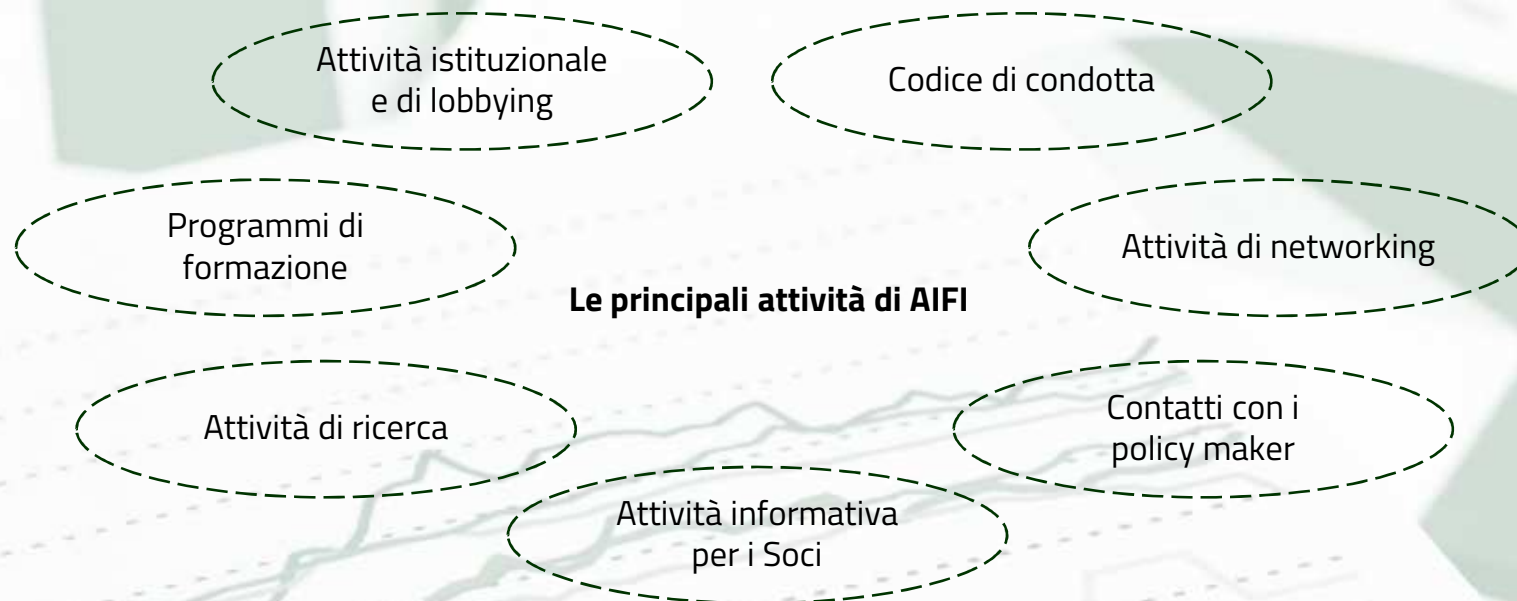 Attività istituzionale
e di lobbying
Codice di condotta
Programmi di
formazione
Attività di networking
Le principali attività di AIFI
Attività di ricerca
Contatti con i
policy maker
Attività informativa
per i Soci